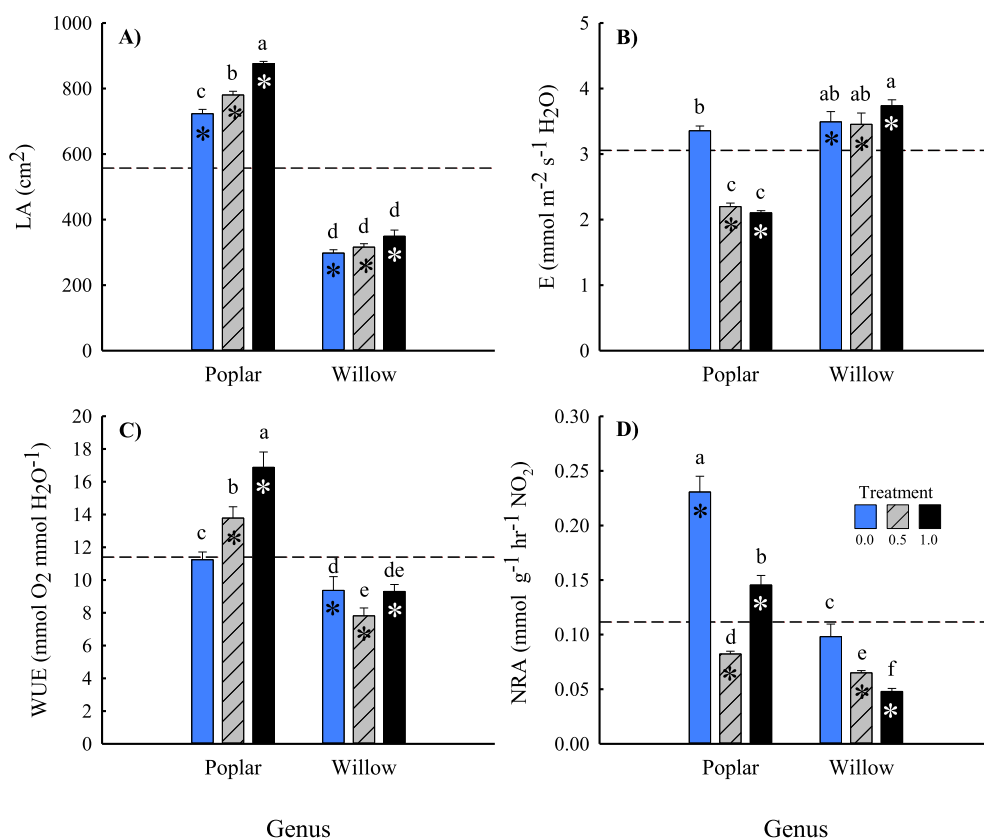 A)
LA (cm²)
1000
800
600
400
200
0
c
b
a
d
d
d
*
*
*
*
*
*
Poplar
Willow
B)
E (mmol m⁻² s⁻¹ H₂O)
5
4
3
2
1
0
b
c
c
ab
ab
a
*
*
*
*
*
Poplar
Willow
C)
WUE (mmol O₂ mmol H₂O⁻¹)
20
18
16
14
12
10
8
6
4
2
0
c
b
a
d
e
de
*
*
*
*
*
Poplar
Willow
Genus
D)
NRA (mmol g⁻¹ hr⁻¹ NO₂)
0.30
0.25
0.20
0.15
0.10
0.05
0.00
a
d
b
c
e
f
*
*
*
*
*
Treatment
0.0 0.5 1.0
Poplar
Willow
Genus